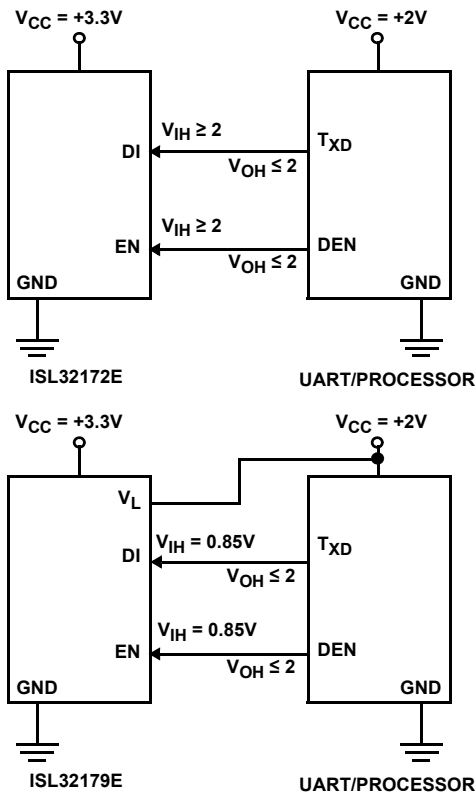 VCC = +3.3V
VCC = +2V
DI
VIH ≥ 2
VOH ≤ 2
TXD
EN
VIH ≥ 2
VOH ≤ 2
DEN
GND
GND
ISL32172E
UART/PROCESSOR
VCC = +3.3V
VCC = +2V
VL
DI
VIH = 0.85V
VOH ≤ 2
TXD
EN
VIH = 0.85V
VOH ≤ 2
DEN
GND
GND
ISL32179E
UART/PROCESSOR